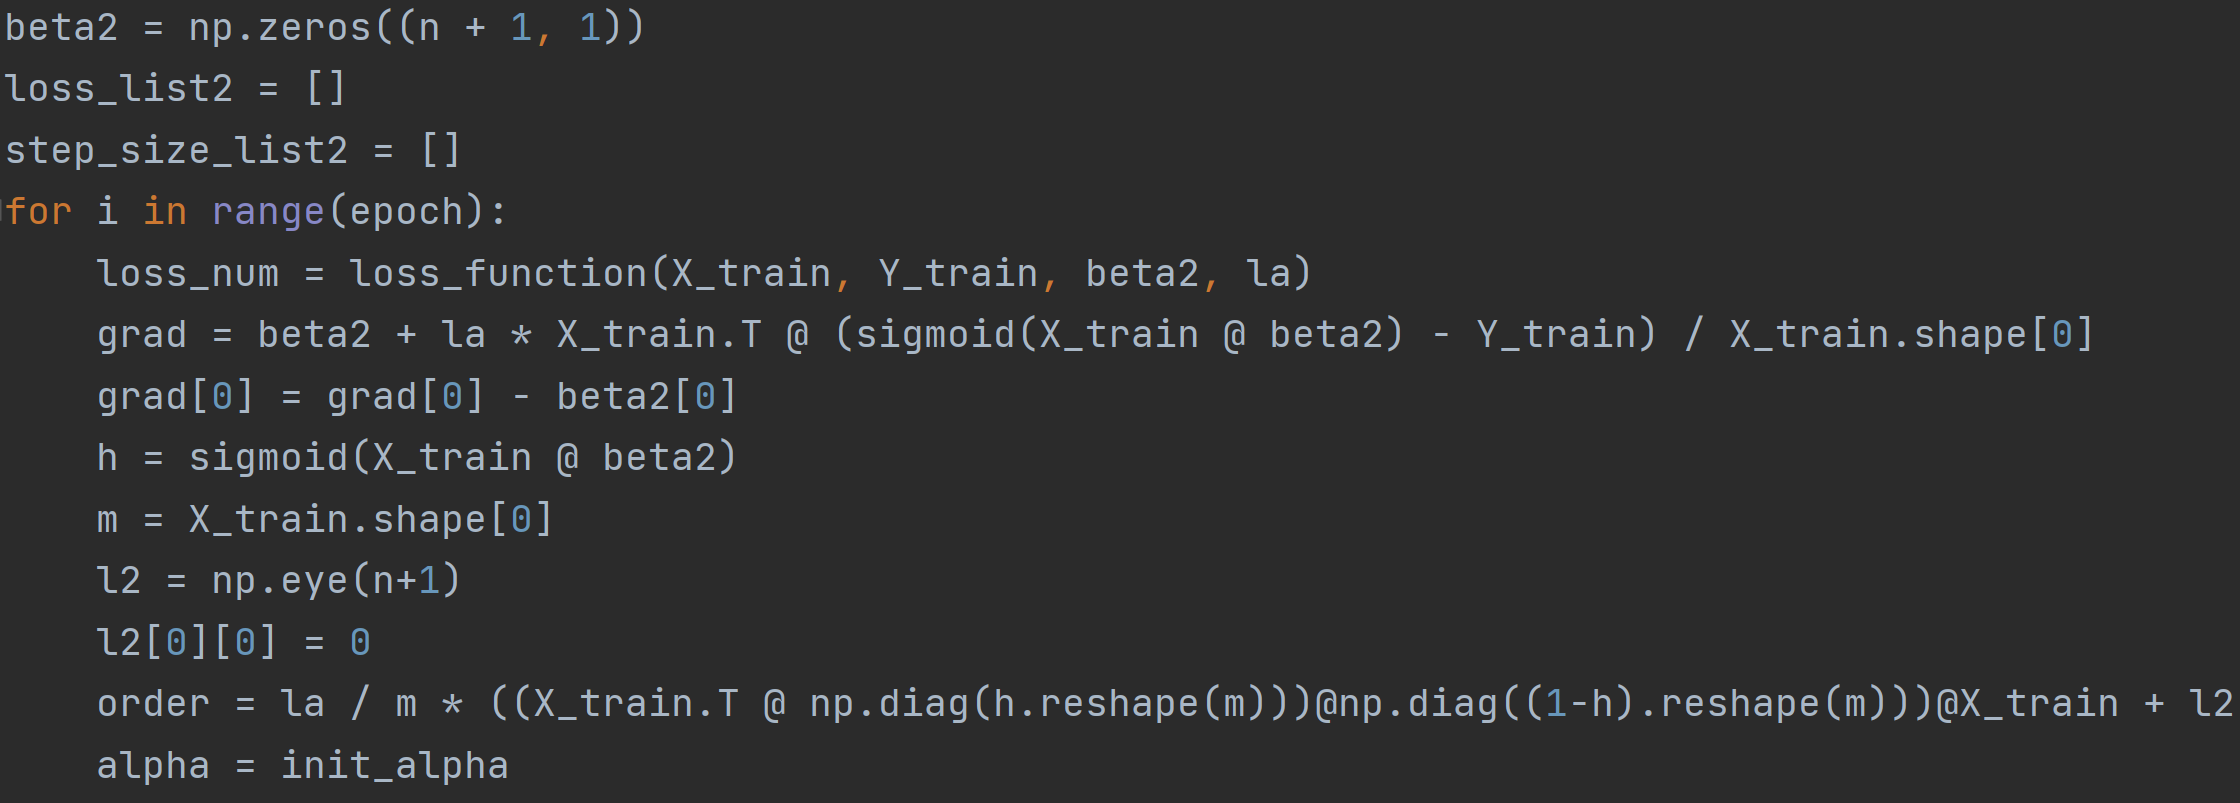 beta2 = np.zeros((n + 1, 1))
loss_list2 = []
step_size_list2 = []
for i in range(epoch):
    loss_num = loss_function(X_train, Y_train, beta2, la)
    grad = beta2 + la * X_train.T @ (sigmoid(X_train @ beta2) - Y_train) / X_train.shape[0]
    grad[0] = grad[0] - beta2[0]
    h = sigmoid(X_train @ beta2)
    m = X_train.shape[0]
    l2 = np.eye(n+1)
    l2[0][0] = 0
    order = la / m * ((X_train.T @ np.diag(h.reshape(m)))@np.diag((1-h).reshape(m)))@X_train + l2
    alpha = init_alpha